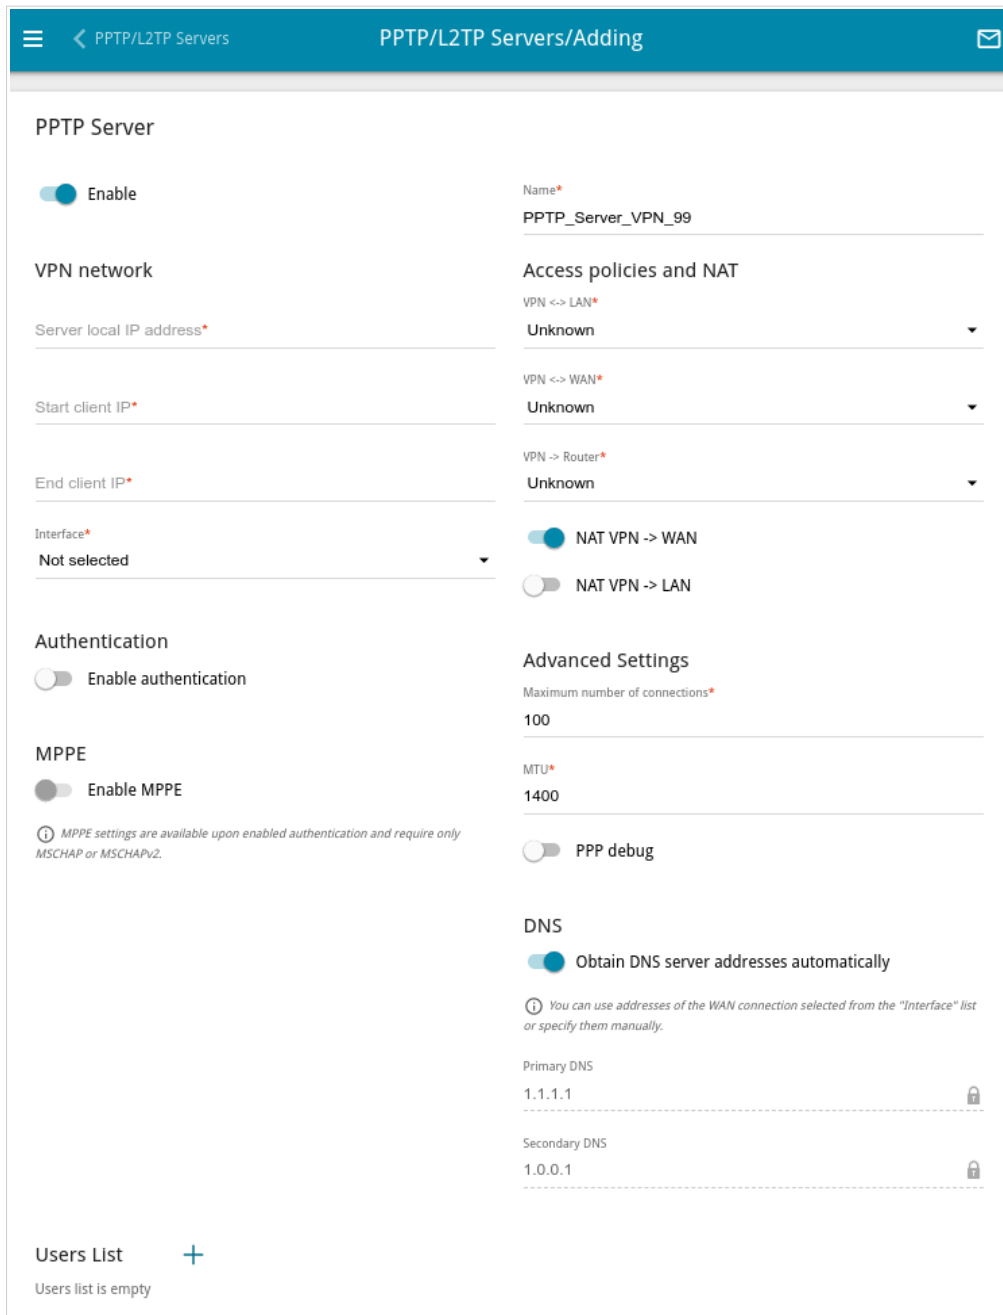 PPTP/L2TP Servers
PPTP/L2TP Servers/Adding
PPTP Server
Enable
Name*
PPTP_Server_VPN_99
VPN network
Server local IP address*
Start client IP*
End client IP*
Interface*
Not selected
Access policies and NAT
VPN <-> LAN*
Unknown
VPN <-> WAN*
Unknown
VPN -> Router*
Unknown
NAT VPN -> WAN
NAT VPN -> LAN
Authentication
Enable authentication
MPPE
Enable MPPE
MPPE settings are available upon enabled authentication and require only
MSCHAP or MSCHAPv2.
Advanced Settings
Maximum number of connections*
100
MTU*
1400
PPP debug
DNS
Obtain DNS server addresses automatically
You can use addresses of the WAN connection selected from the "Interface" list
or specify them manually.
Primary DNS
1.1.1.1
Secondary DNS
1.0.0.1
Users List
Users list is empty